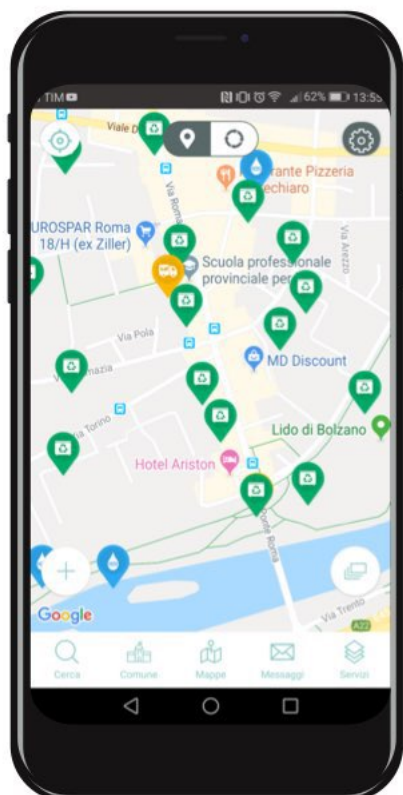 TIM
62%
13:55
Viale D
Via Roma
rante Pizzeria
echiaro
UROSPAR Roma
18/H (ex Ziller)
Scuola professionale
provinciale per
Via Arezzo
Via Pola
mazia
MD Discount
Via Torino
Lido di Bolzano
Hotel Ariston
Ponte Roma
Google
Via Trento
A22
Cerca
Comune
Mappe
Messaggi
Servizi